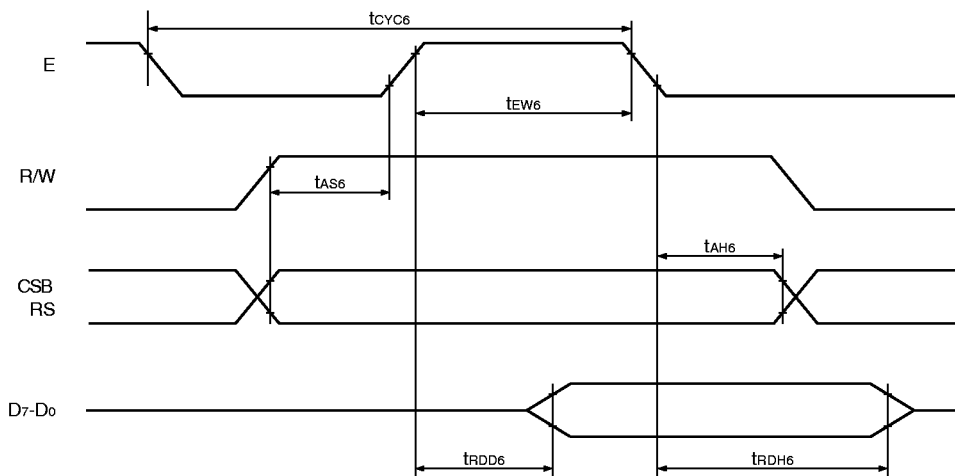 tCYC6
E
tEW6
R/W
tAS6
tAH6
CSB
RS
D7-D0
tRDD6
tRDH6